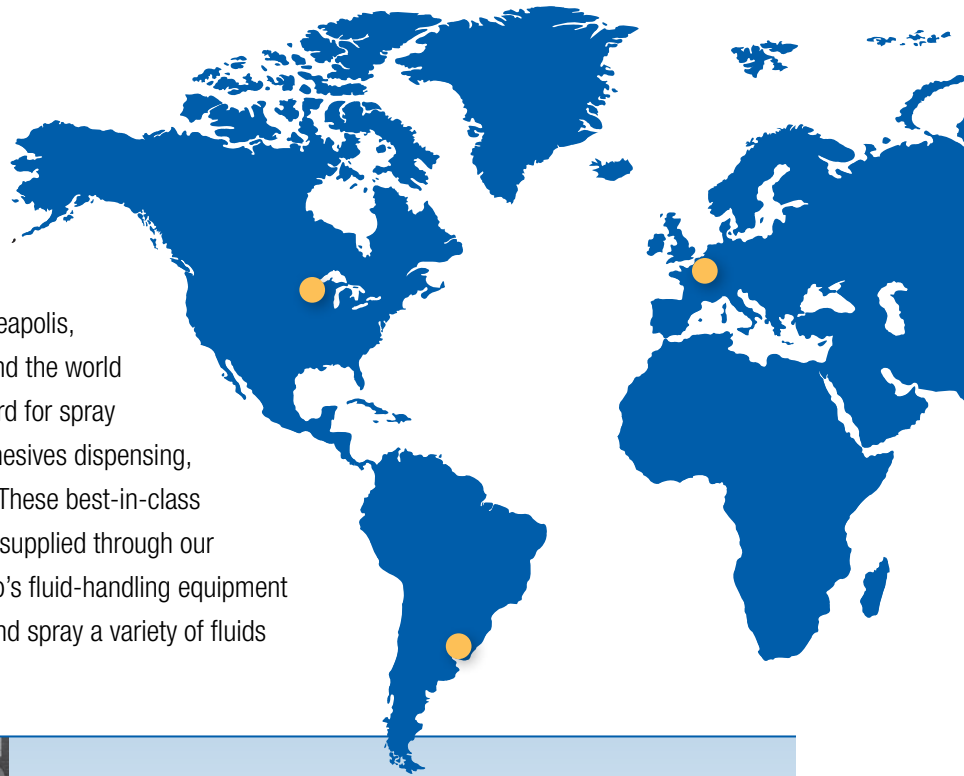 eapolis,
nd the world
rd for spray
hesives dispensing,
These best-in-class
supplied through our
o’s fluid-handling equipment
nd spray a variety of fluids